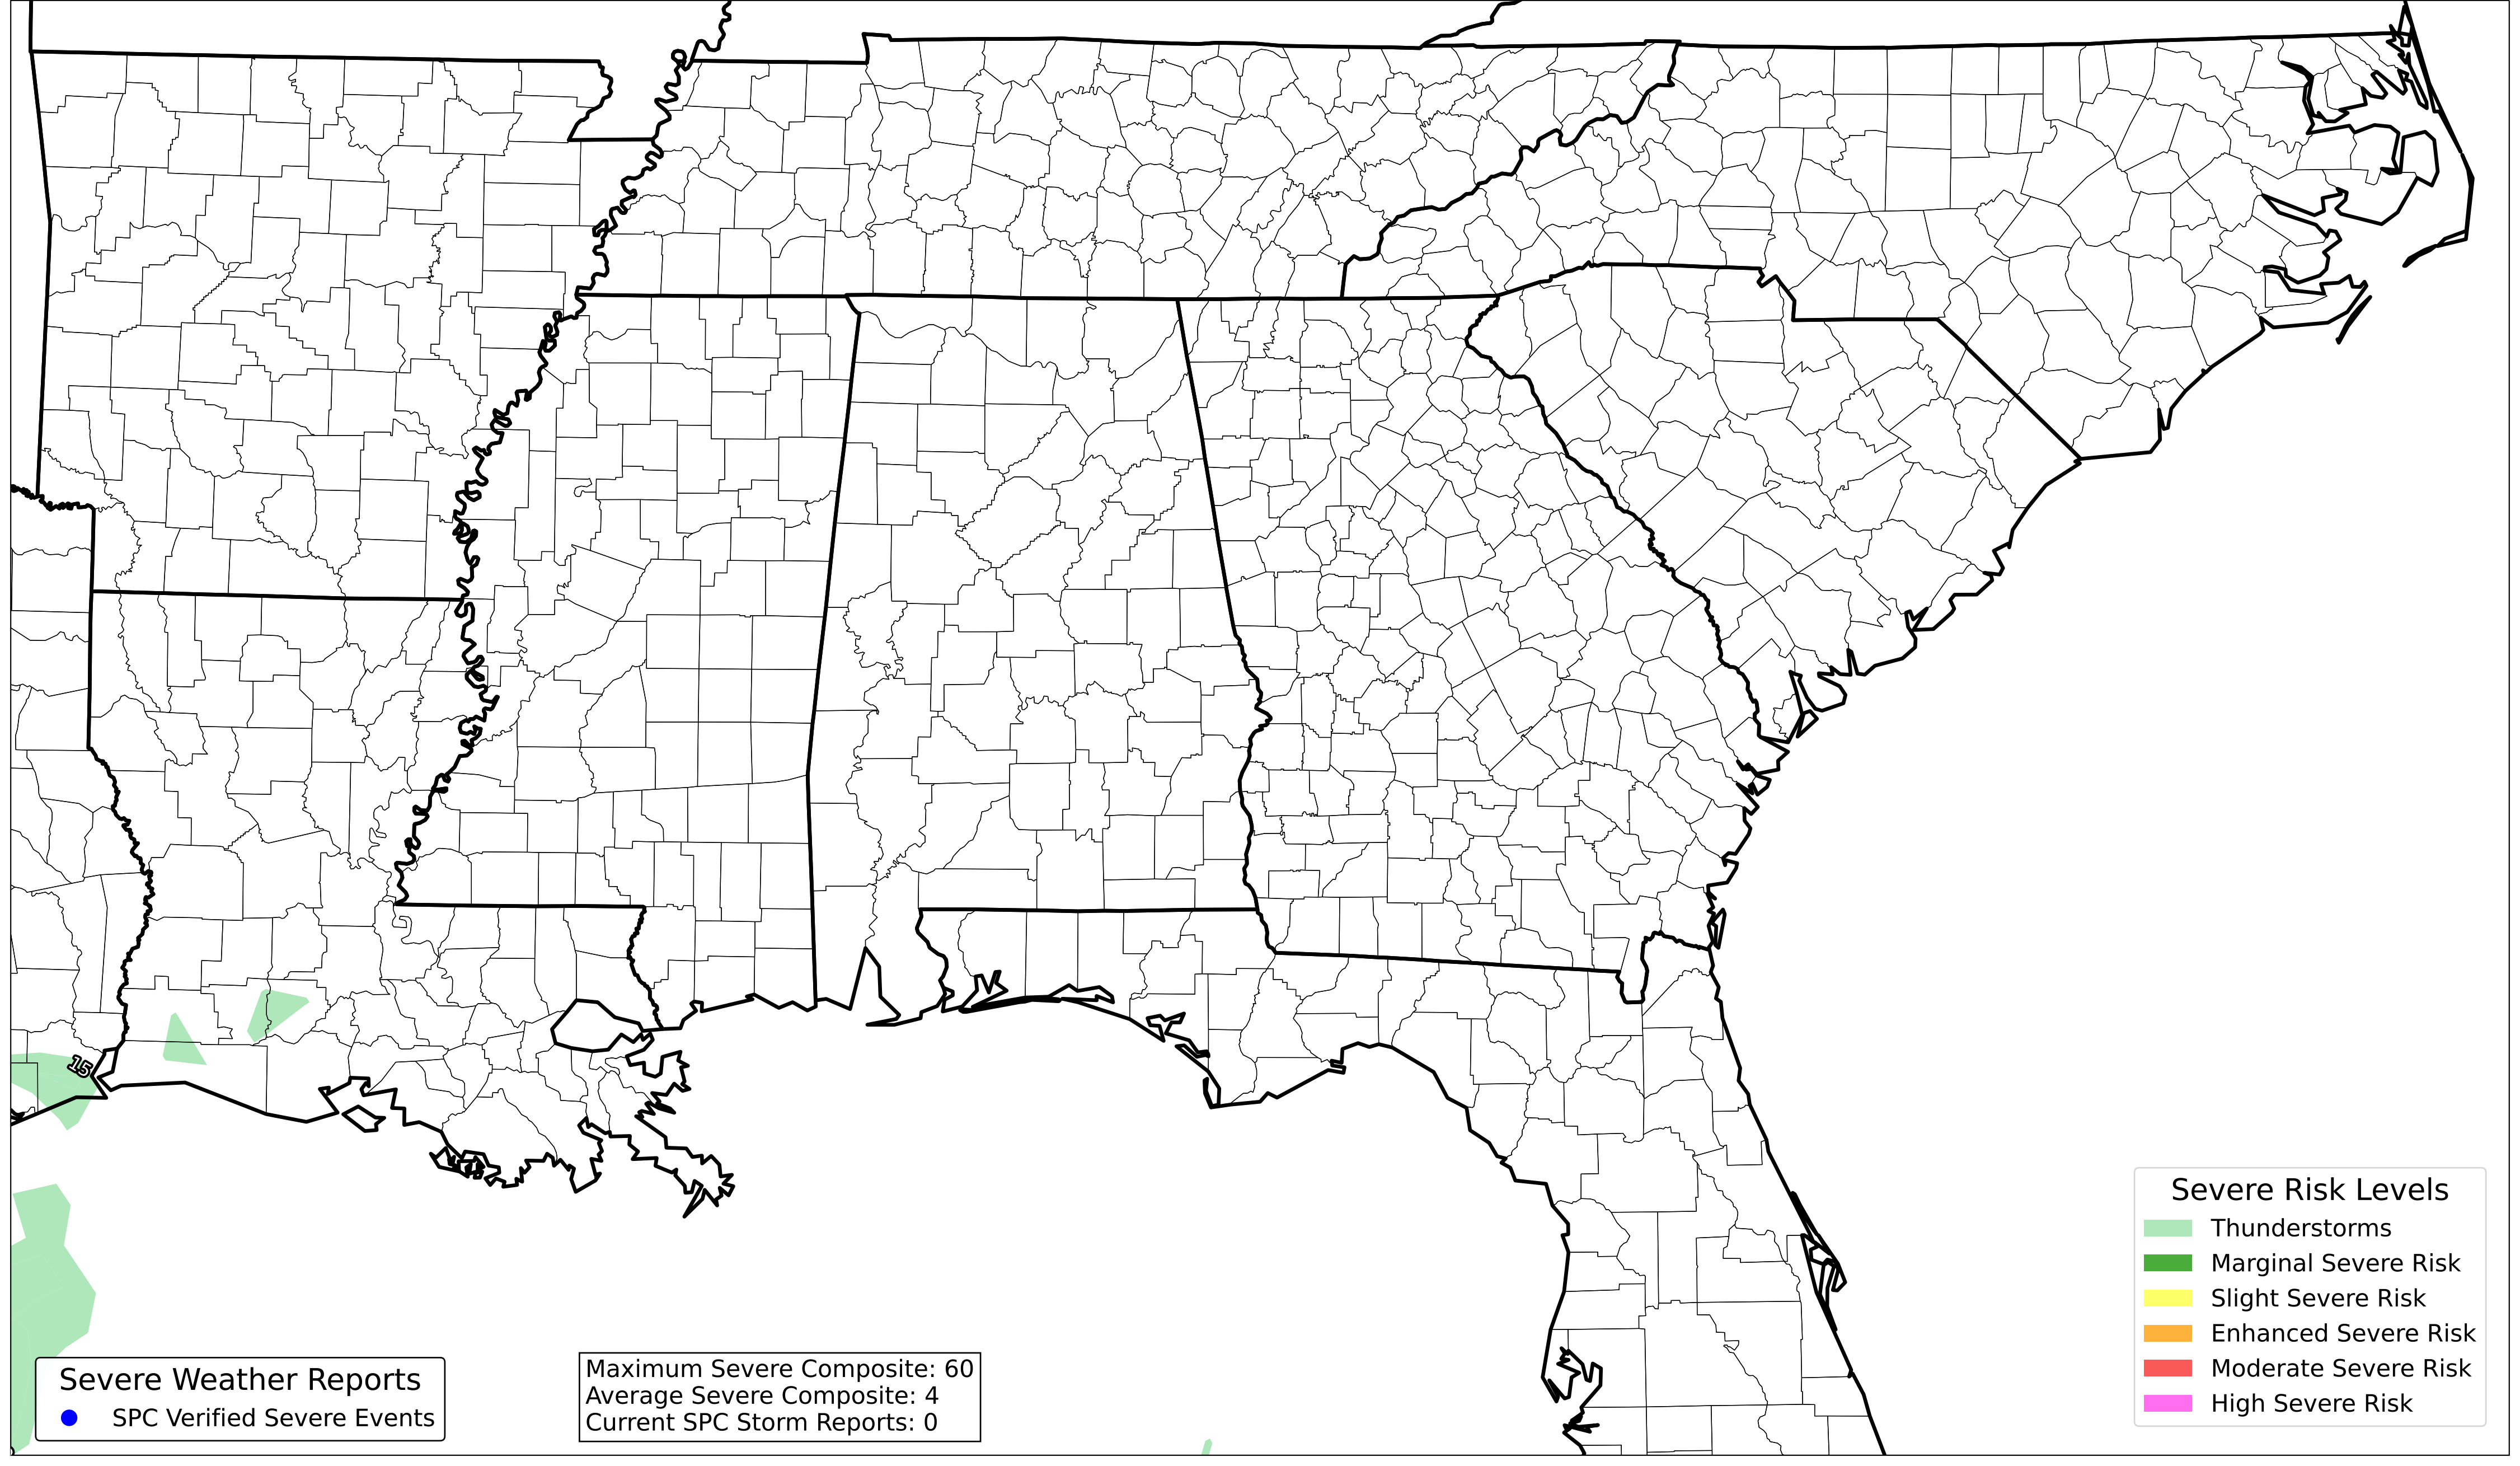 15
Severe Weather Reports
SPC Verified Severe Events
Maximum Severe Composite: 60
Average Severe Composite: 4
Current SPC Storm Reports: 0
Severe Risk Levels
Thunderstorms
Marginal Severe Risk
Slight Severe Risk
Enhanced Severe Risk
Moderate Severe Risk
High Severe Risk